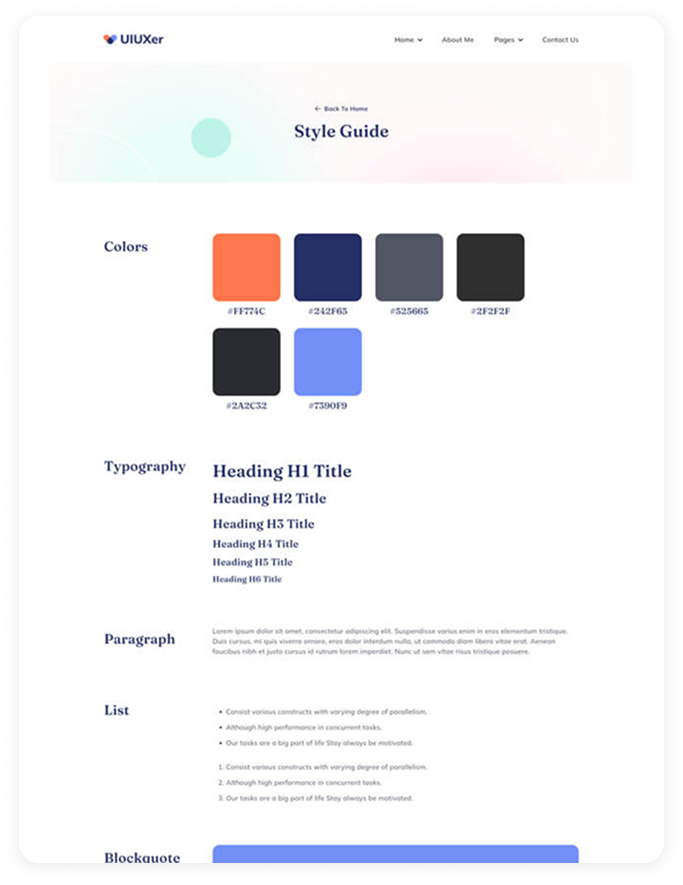 UIUXer
Home
About Me
Pages
Contact Us
← Back To Home
Style Guide
Colors
#FF774C
#242F65
#525665
#2F2F2F
#2A2C32
#7390F9
Typography
Heading H1 Title
Heading H2 Title
Heading H3 Title
Heading H4 Title
Heading H5 Title
Heading H6 Title
Paragraph
Lorem ipsum dolor sit amet, consectetur adipiscing elit. Suspendisse varius enim in eros elementum tristique.
Duis cursus, mi quis viverra ornare, eros dolor interdum nulla, ut commodo diam libero vitae erat. Aenean
faucibus nibh et justo cursus id rutrum lorem imperdiet. Nunc ut sem vitae risus tristique posuere.
List
• Consist various constructs with varying degree of parallelism.
• Although high performance in concurrent tasks.
• Our tasks are a big part of life Stay always be motivated.
1. Consist various constructs with varying degree of parallelism.
2. Although high performance in concurrent tasks.
3. Our tasks are a big part of life Stay always be motivated.
Blockquote